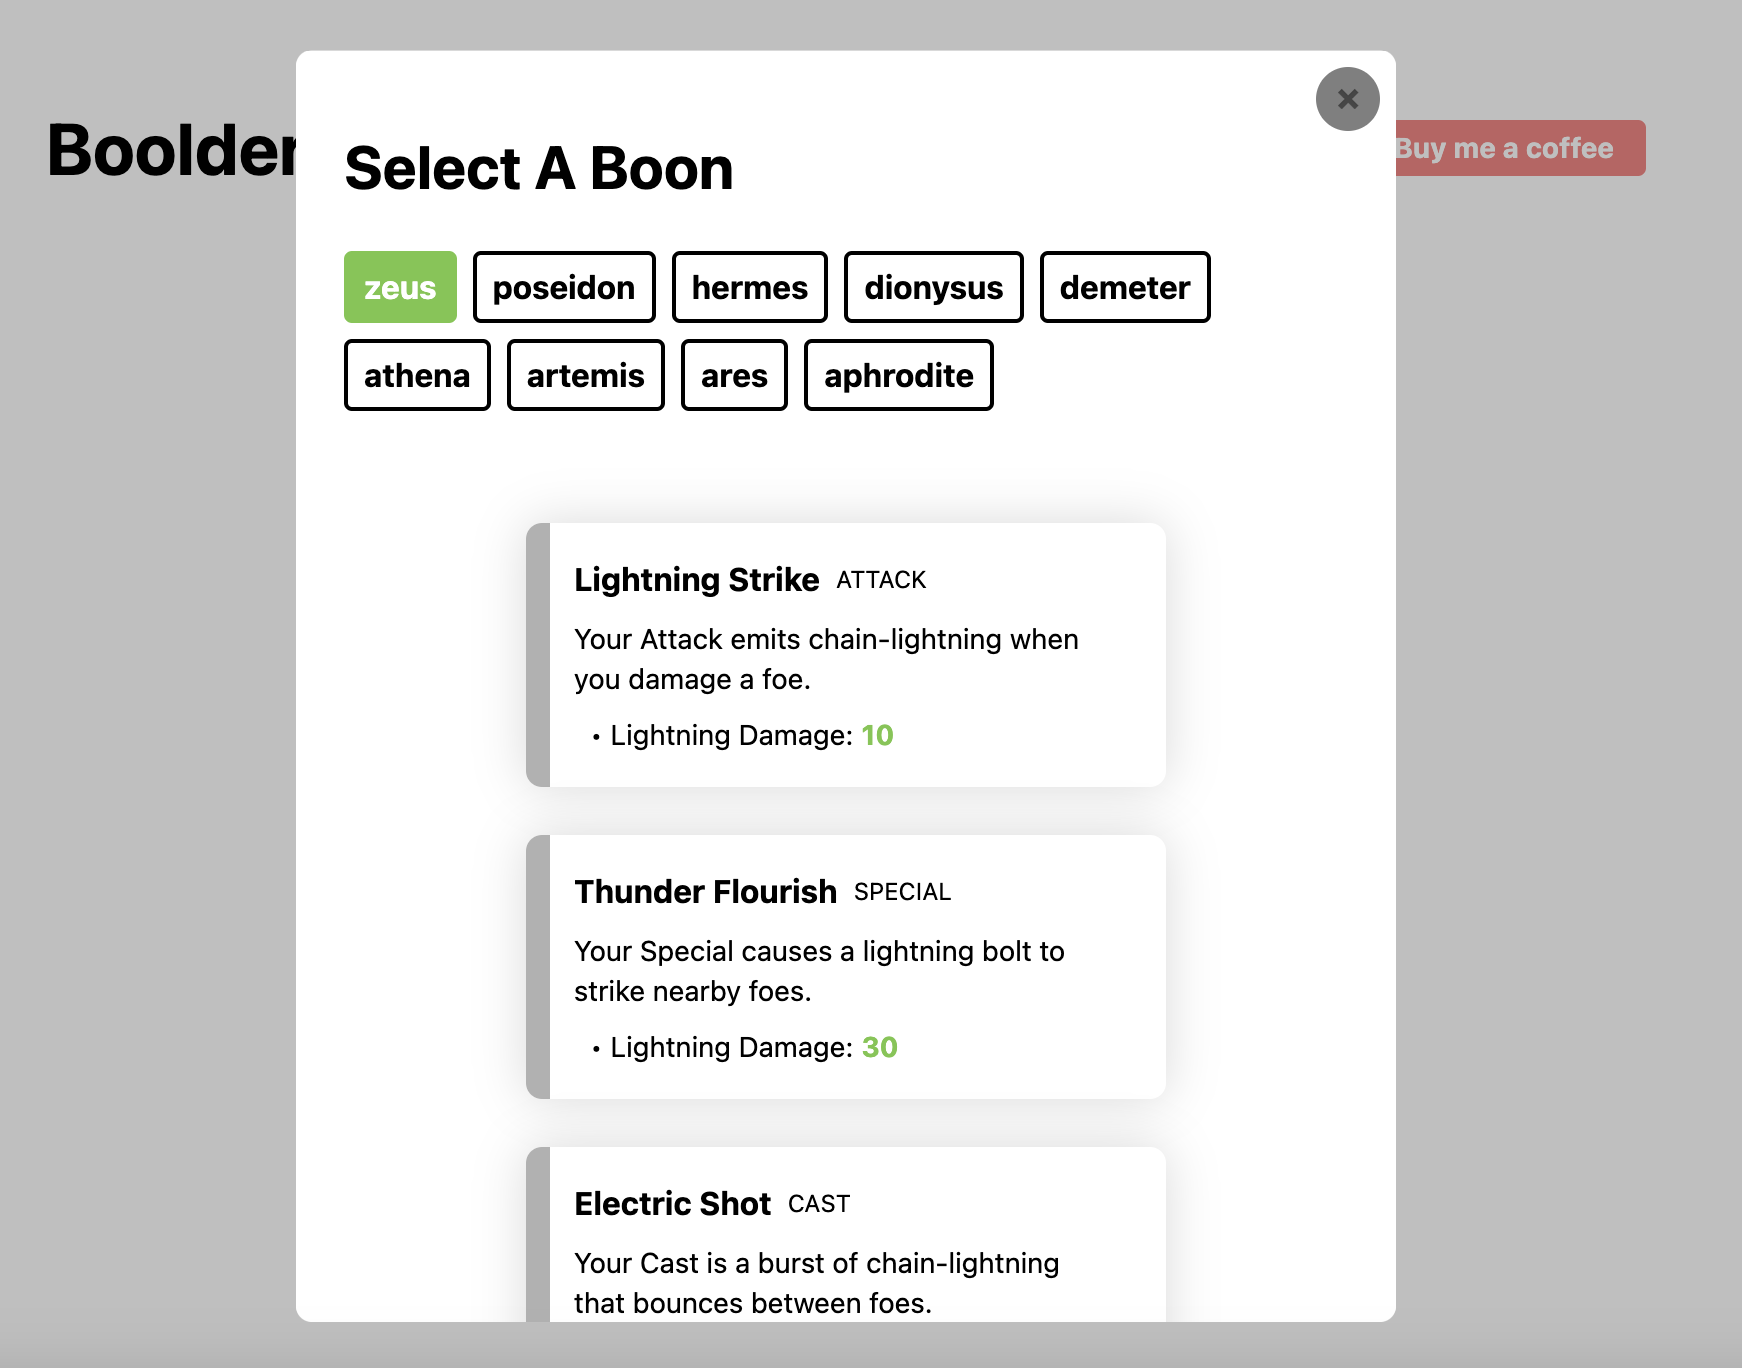 Boolder
Buy me a coffee
Select A Boon
zeus poseidon hermes dionysus demeter
athena artemis ares aphrodite
Lightning Strike ATTACK
Your Attack emits chain-lightning when
you damage a foe.
• Lightning Damage: 10
Thunder Flourish SPECIAL
Your Special causes a lightning bolt to
strike nearby foes.
• Lightning Damage: 30
Electric Shot CAST
Your Cast is a burst of chain-lightning
that bounces between foes.